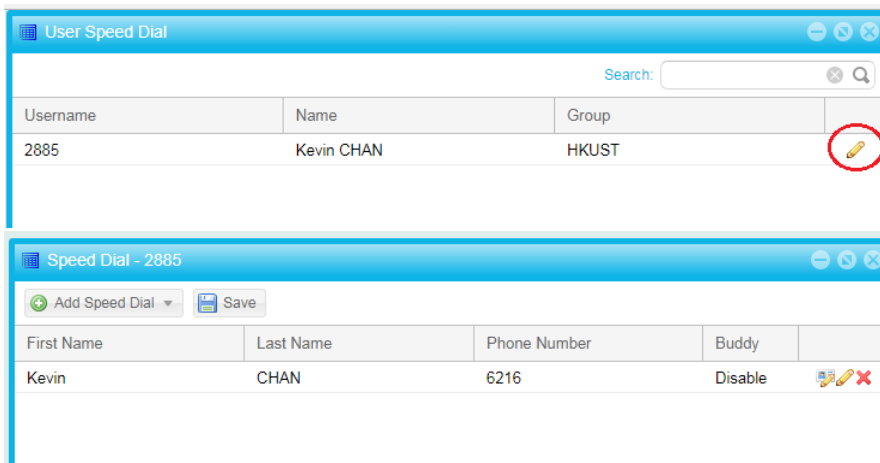 User Speed Dial
Search:
Username Name Group
2885 Kevin CHAN HKUST
Speed Dial - 2885
Add Speed Dial Save
First Name Last Name Phone Number Buddy
Kevin CHAN 6216 Disable